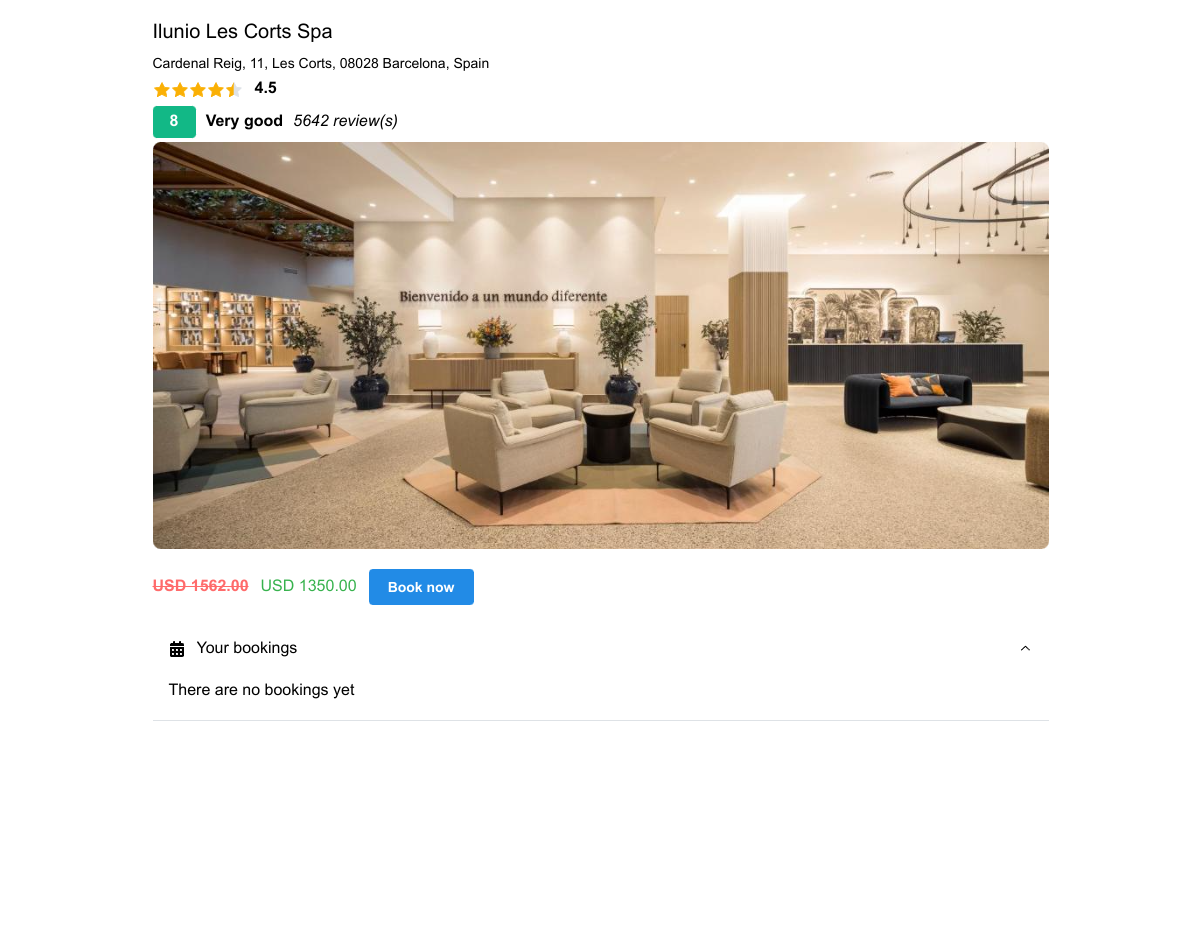 Ilunio Les Corts Spa
Cardenal Reig, 11, Les Corts, 08028 Barcelona, Spain
4.5
8 Very good 5642 review(s)
Bienvenido a un mundo diferente
USD 1562.00 USD 1350.00 Book now
Your bookings
There are no bookings yet